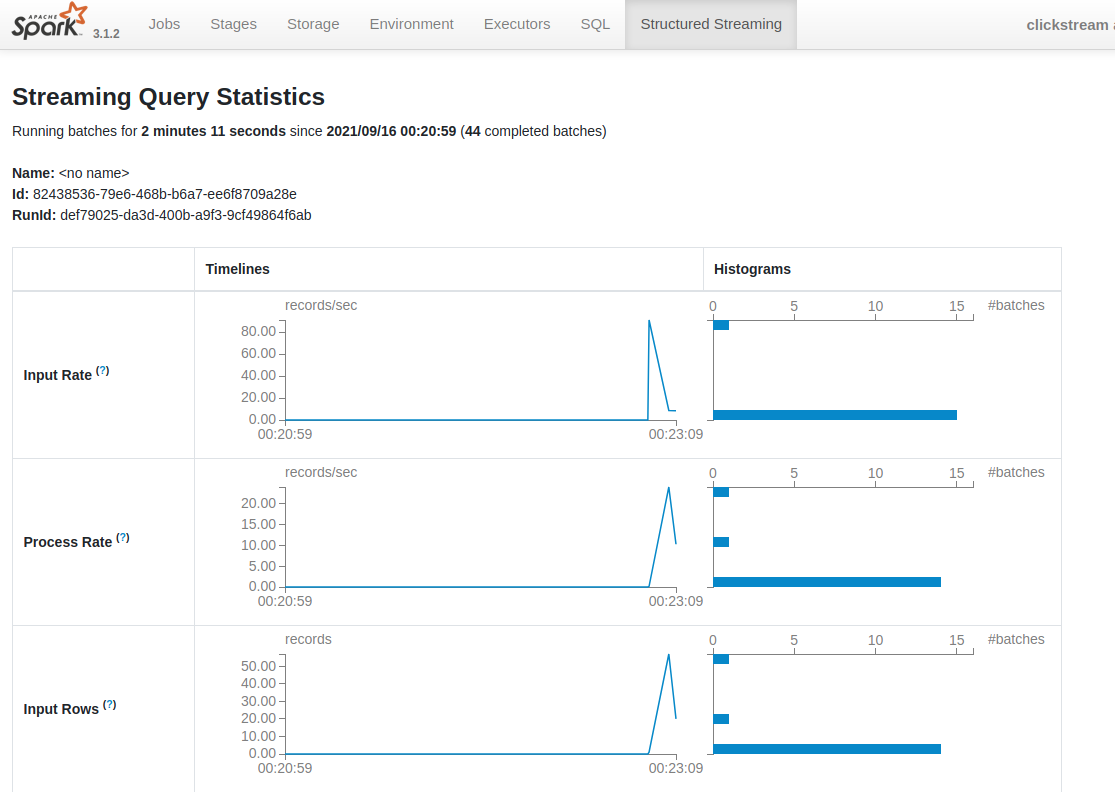 APACHE
Spark 3.1.2 Jobs Stages Storage Environment Executors SQL Structured Streaming clickstream
Streaming Query Statistics
Running batches for 2 minutes 11 seconds since 2021/09/16 00:20:59 (44 completed batches)
Name: <no name>
Id: 82438536-79e6-468b-b6a7-ee6f8709a28e
RunId: def79025-da3d-400b-a9f3-9cf49864f6ab
Timelines Histograms
Input Rate (?)
records/sec
80.00
60.00
40.00
20.00
0.00
00:20:59 00:23:09
0 5 10 15 #batches
Process Rate (?)
records/sec
20.00
15.00
10.00
5.00
0.00
00:20:59 00:23:09
0 5 10 15 #batches
Input Rows (?)
records
50.00
40.00
30.00
20.00
10.00
0.00
00:20:59 00:23:09
0 5 10 15 #batches